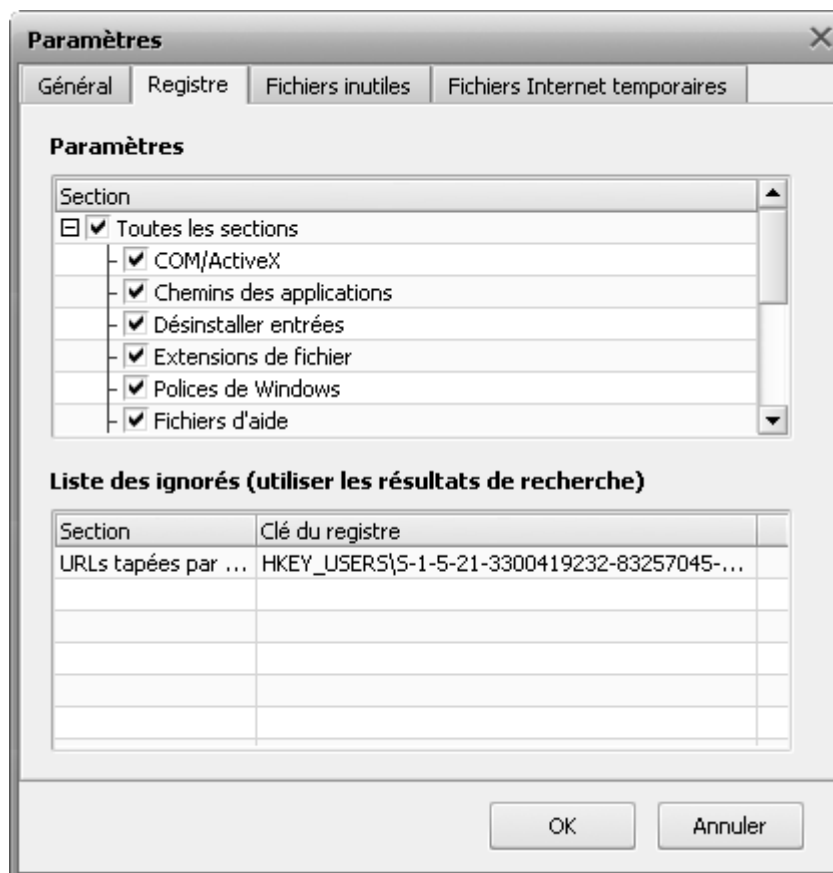 Paramètres
Général Registre Fichiers inutiles Fichiers Internet temporaires
Paramètres
Section
Toutes les sections
COM/ActiveX
Chemins des applications
Désinstaller entrées
Extensions de fichier
Polices de Windows
Fichiers d'aide
Liste des ignorés (utiliser les résultats de recherche)
Section Clé du registre
URLs tapées par ... HKEY_USERS\S-1-5-21-3300419232-83257045-...
OK Annuler